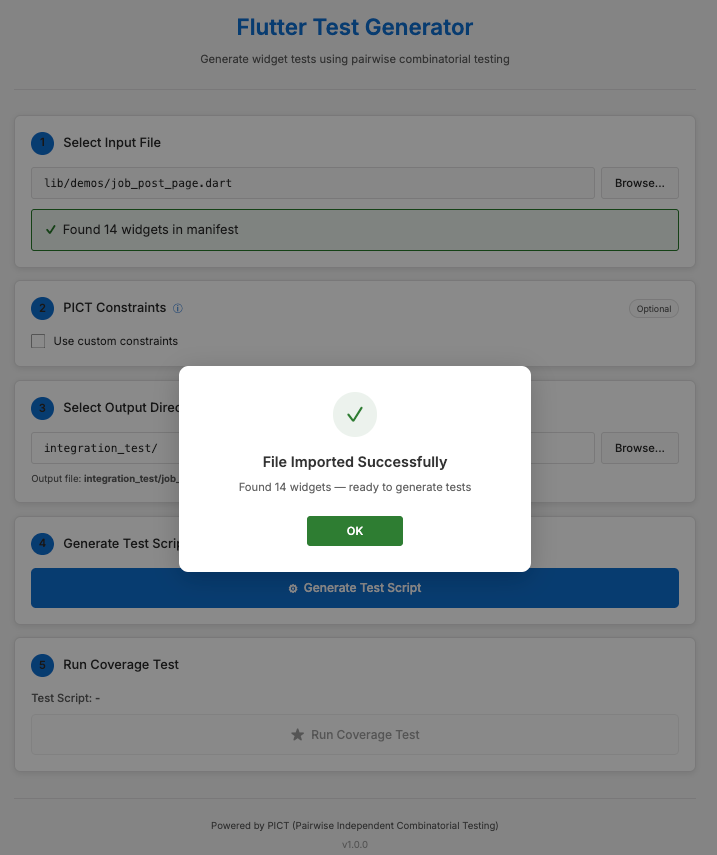 Flutter Test Generator
Generate widget tests using pairwise combinatorial testing
1 Select Input File
lib/demos/job_post_page.dart Browse...
✓ Found 14 widgets in manifest
2 PICT Constraints ⓘ Optional
Use custom constraints
3 Select Output Direc
integration_test/ Browse...
Output file: integration_test/job_
File Imported Successfully
Found 14 widgets — ready to generate tests
OK
4 Generate Test Scrip
⚙ Generate Test Script
5 Run Coverage Test
Test Script: -
★ Run Coverage Test
Powered by PICT (Pairwise Independent Combinatorial Testing)
v1.0.0